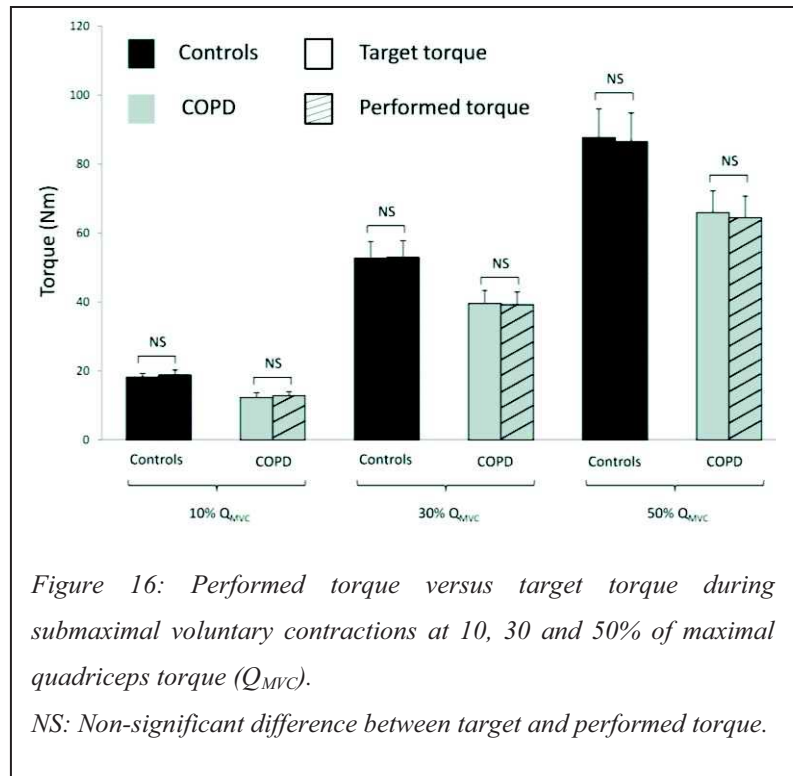 120
100
80
60
40
20
0
Torque (Nm)
Controls
Target torque
COPD
Performed torque
NS
NS
NS
NS
NS
NS
Controls
COPD
Controls
COPD
Controls
COPD
10% QMVC
30% QMVC
50% QMVC
Figure 16: Performed torque versus target torque during
submaximal voluntary contractions at 10, 30 and 50% of maximal
quadriceps torque (QMVC).
NS: Non-significant difference between target and performed torque.